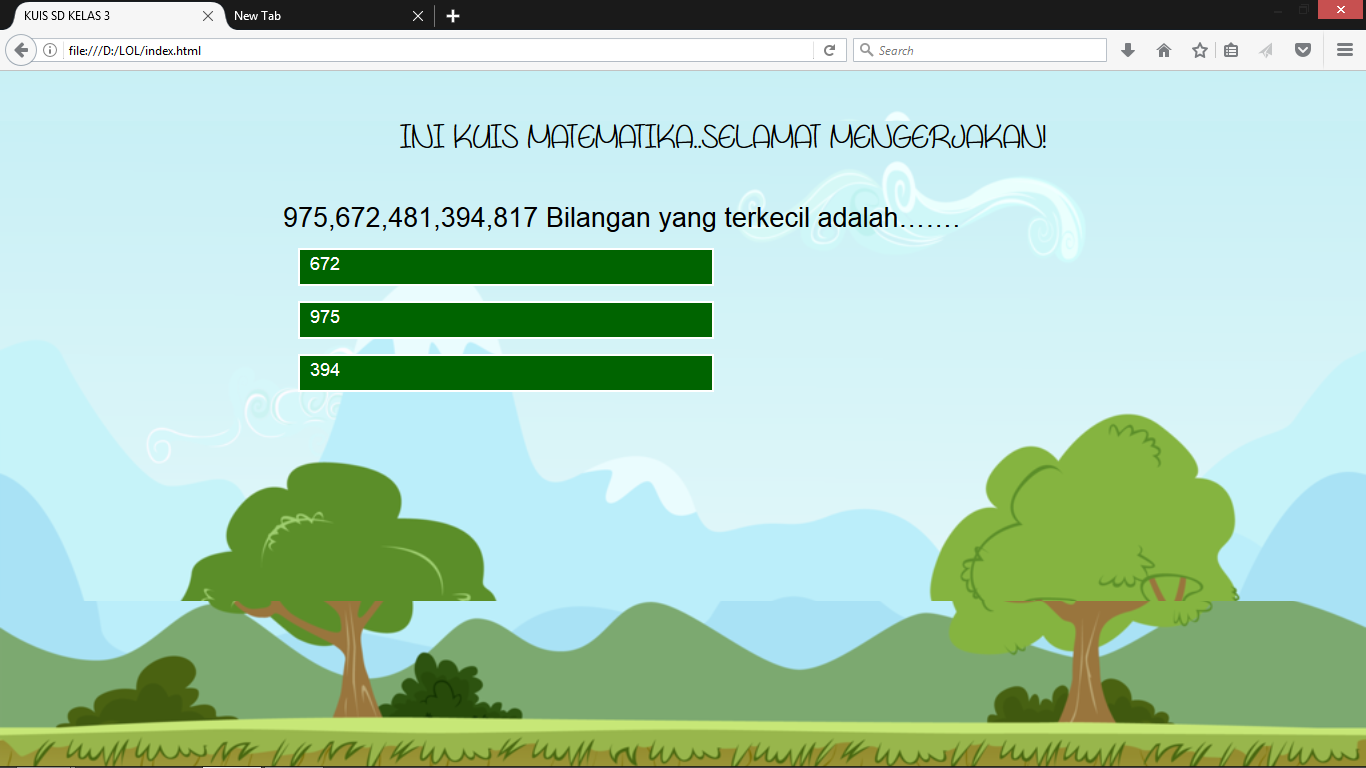 KUIS SD KELAS 3
New Tab
file:///D:/LOL/index.html
Search
INI KUIS MATEMATIKA..SELAMAT MENGERJAKAN!
975,672,481,394,817 Bilangan yang terkecil adalah.......
672
975
394